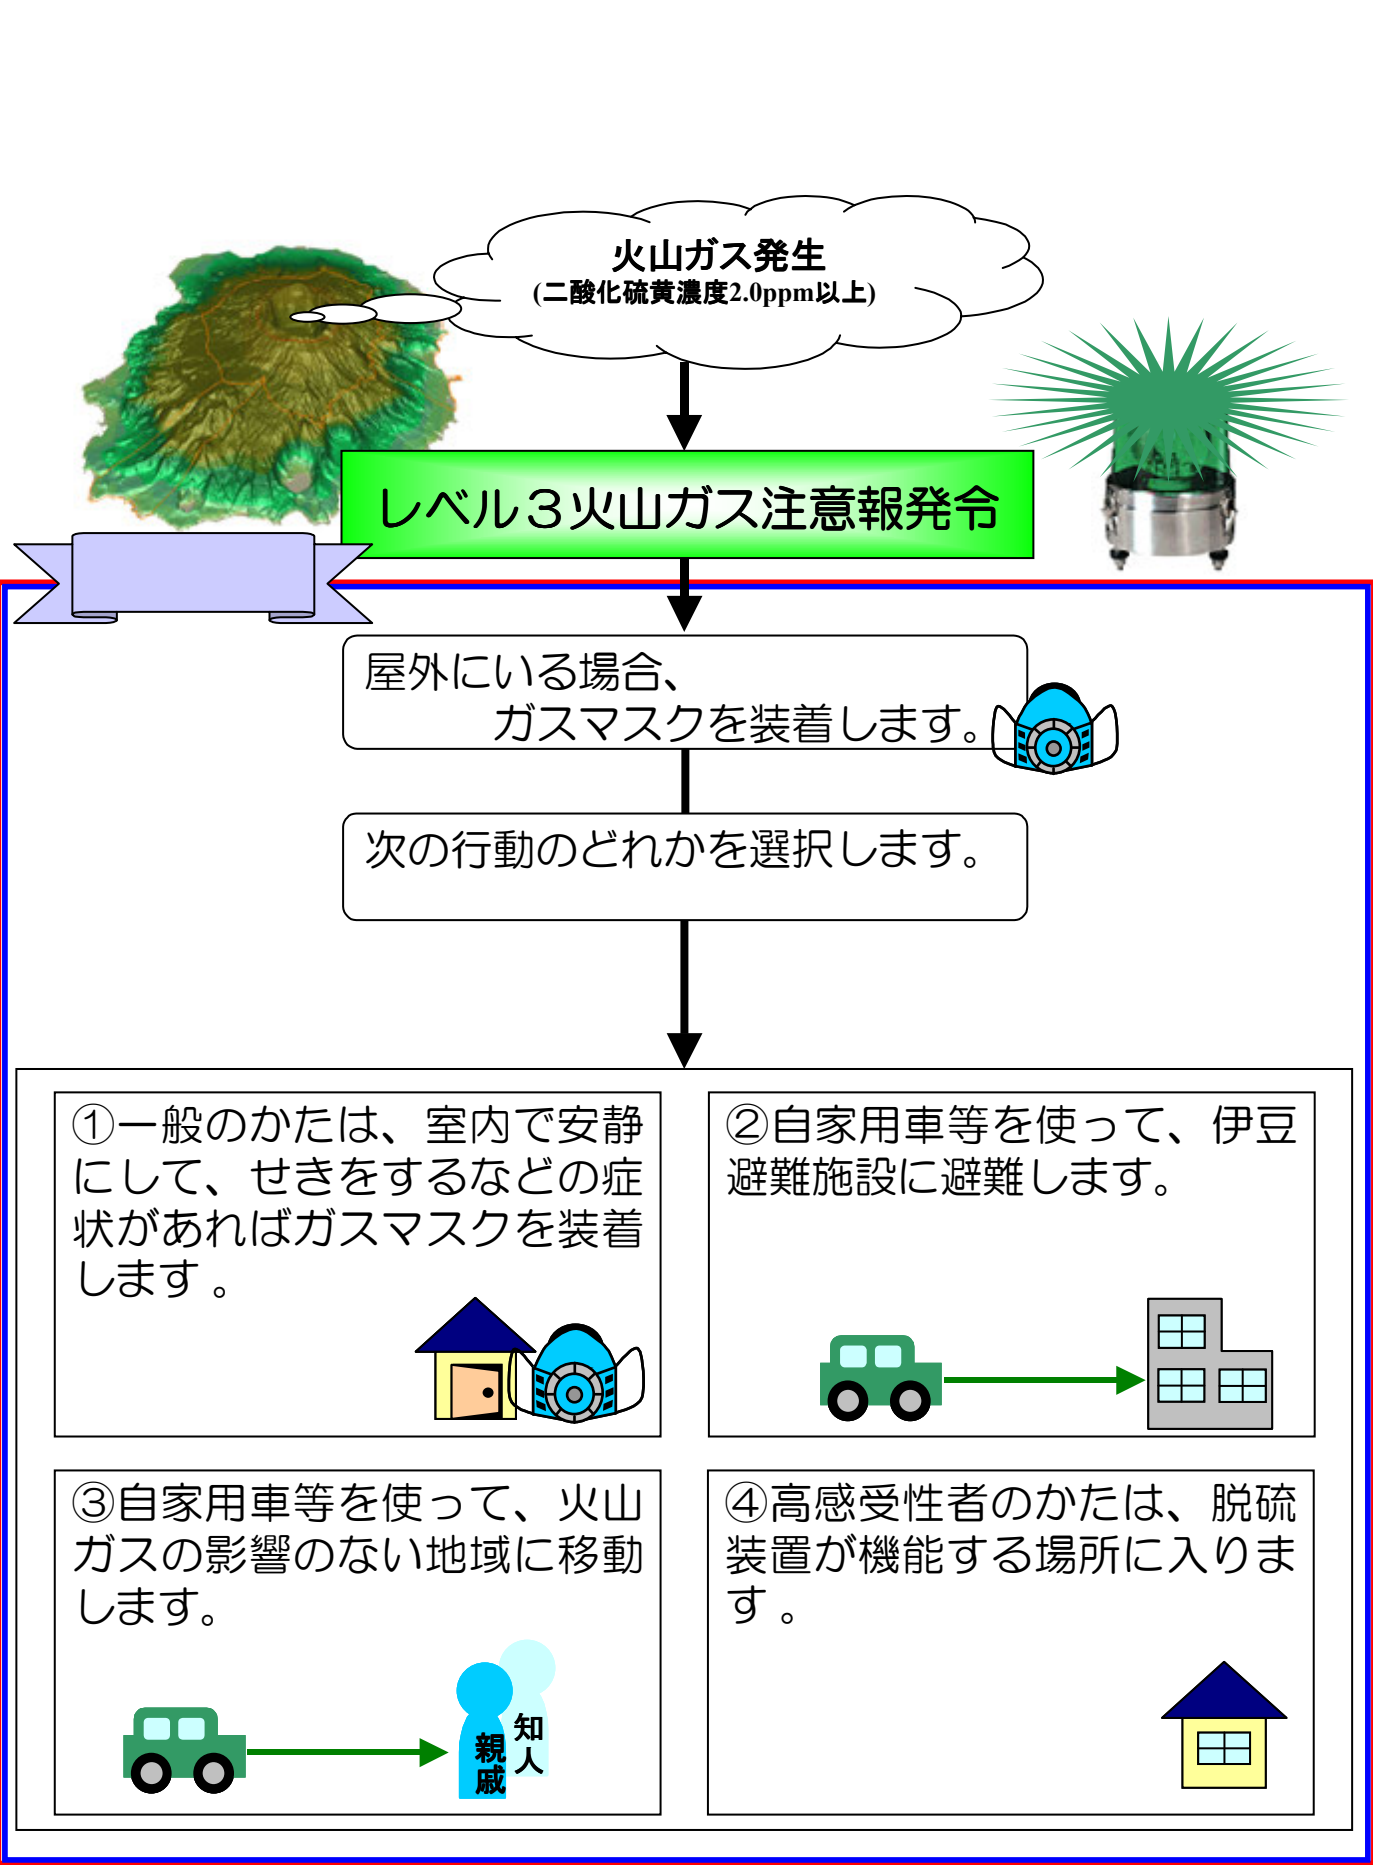 火山ガス発生
(二酸化硫黄濃度2.0ppm以上)
レベル３火山ガス注意報発令
屋外にいる場合、
ガスマスクを装着します。
次の行動のどれかを選択します。
①一般のかたは、室内で安静
にして、せきをするなどの症
状があればガスマスクを装着
します。
②自家用車等を使って、伊豆
避難施設に避難します。
③自家用車等を使って、火山
ガスの影響のない地域に移動
します。
知人
親戚
④高感受性者のかたは、脱硫
装置が機能する場所に入りま
す。